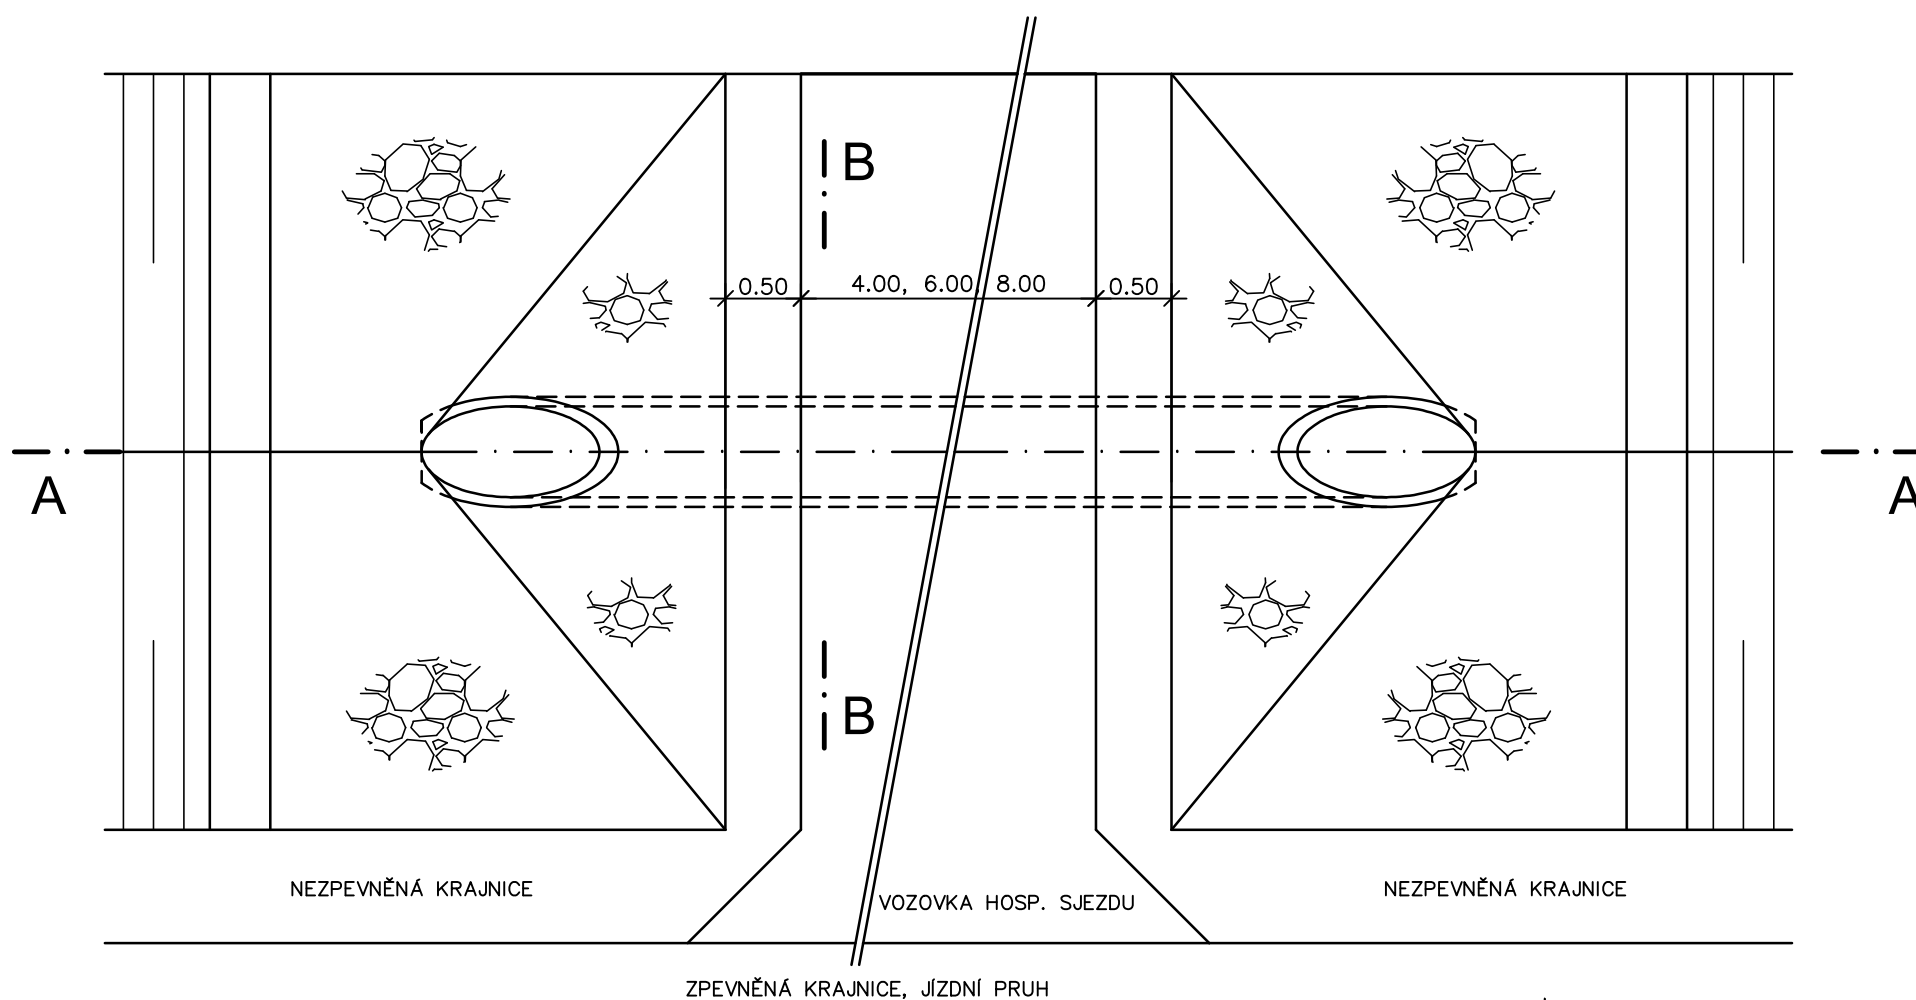 B
0.50 4.00, 6.00, 8.00 0.50
A A
B
NEZPEVNĚNÁ KRAJNICE VOZOVKA HOSP. SJEZDU NEZPEVNĚNÁ KRAJNICE
ZPEVNĚNÁ KRAJNICE, JÍZDNÍ PRUH